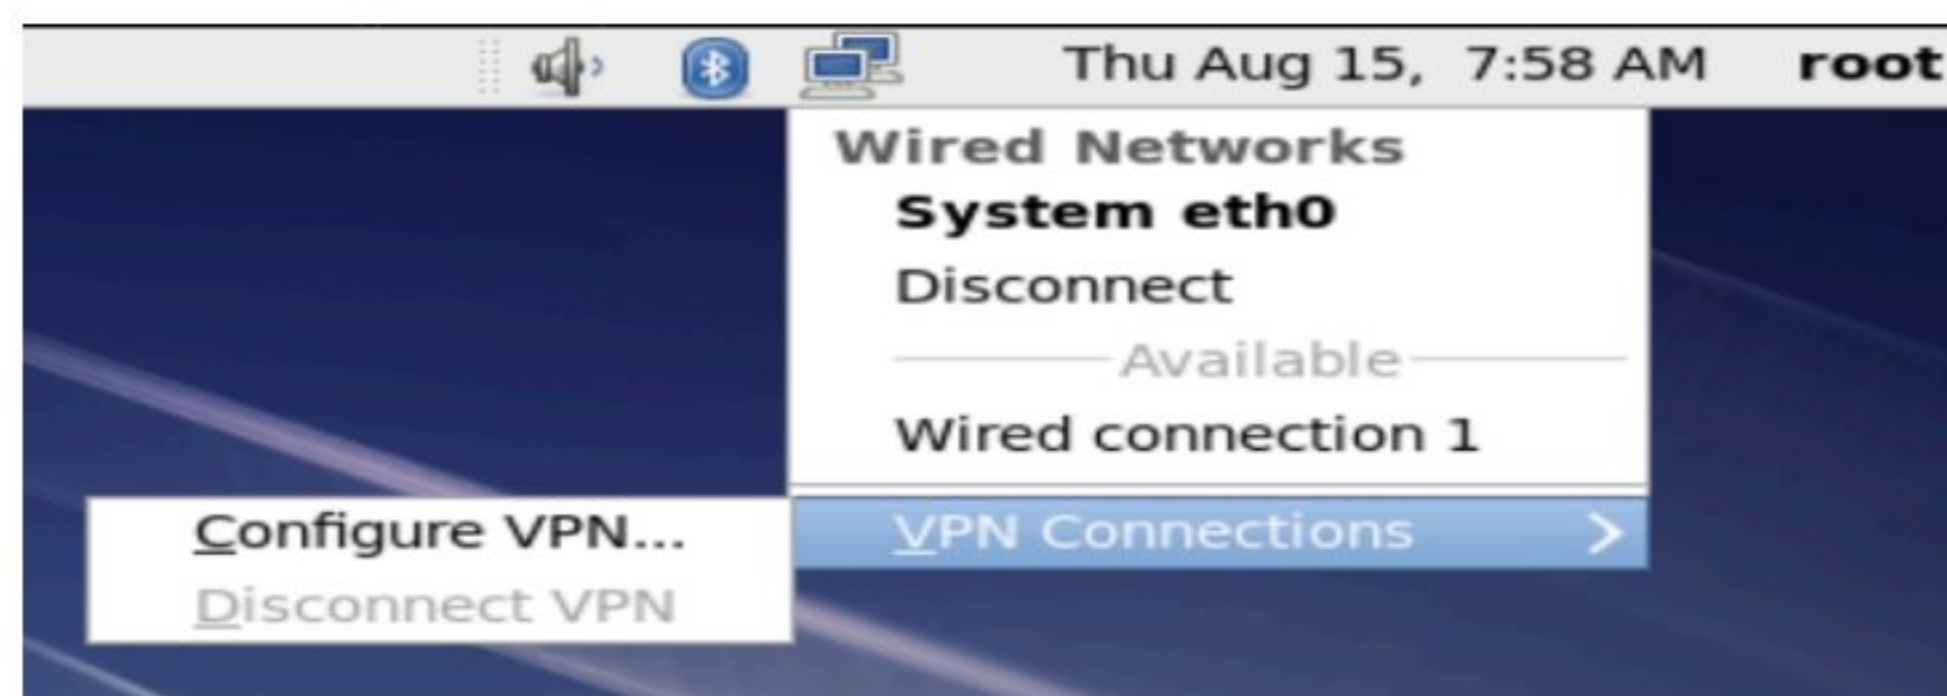 Thu Aug 15, 7:58 AM root
Wired Networks
System eth0
Disconnect
Available
Wired connection 1
VPN Connections
Configure VPN...
Disconnect VPN